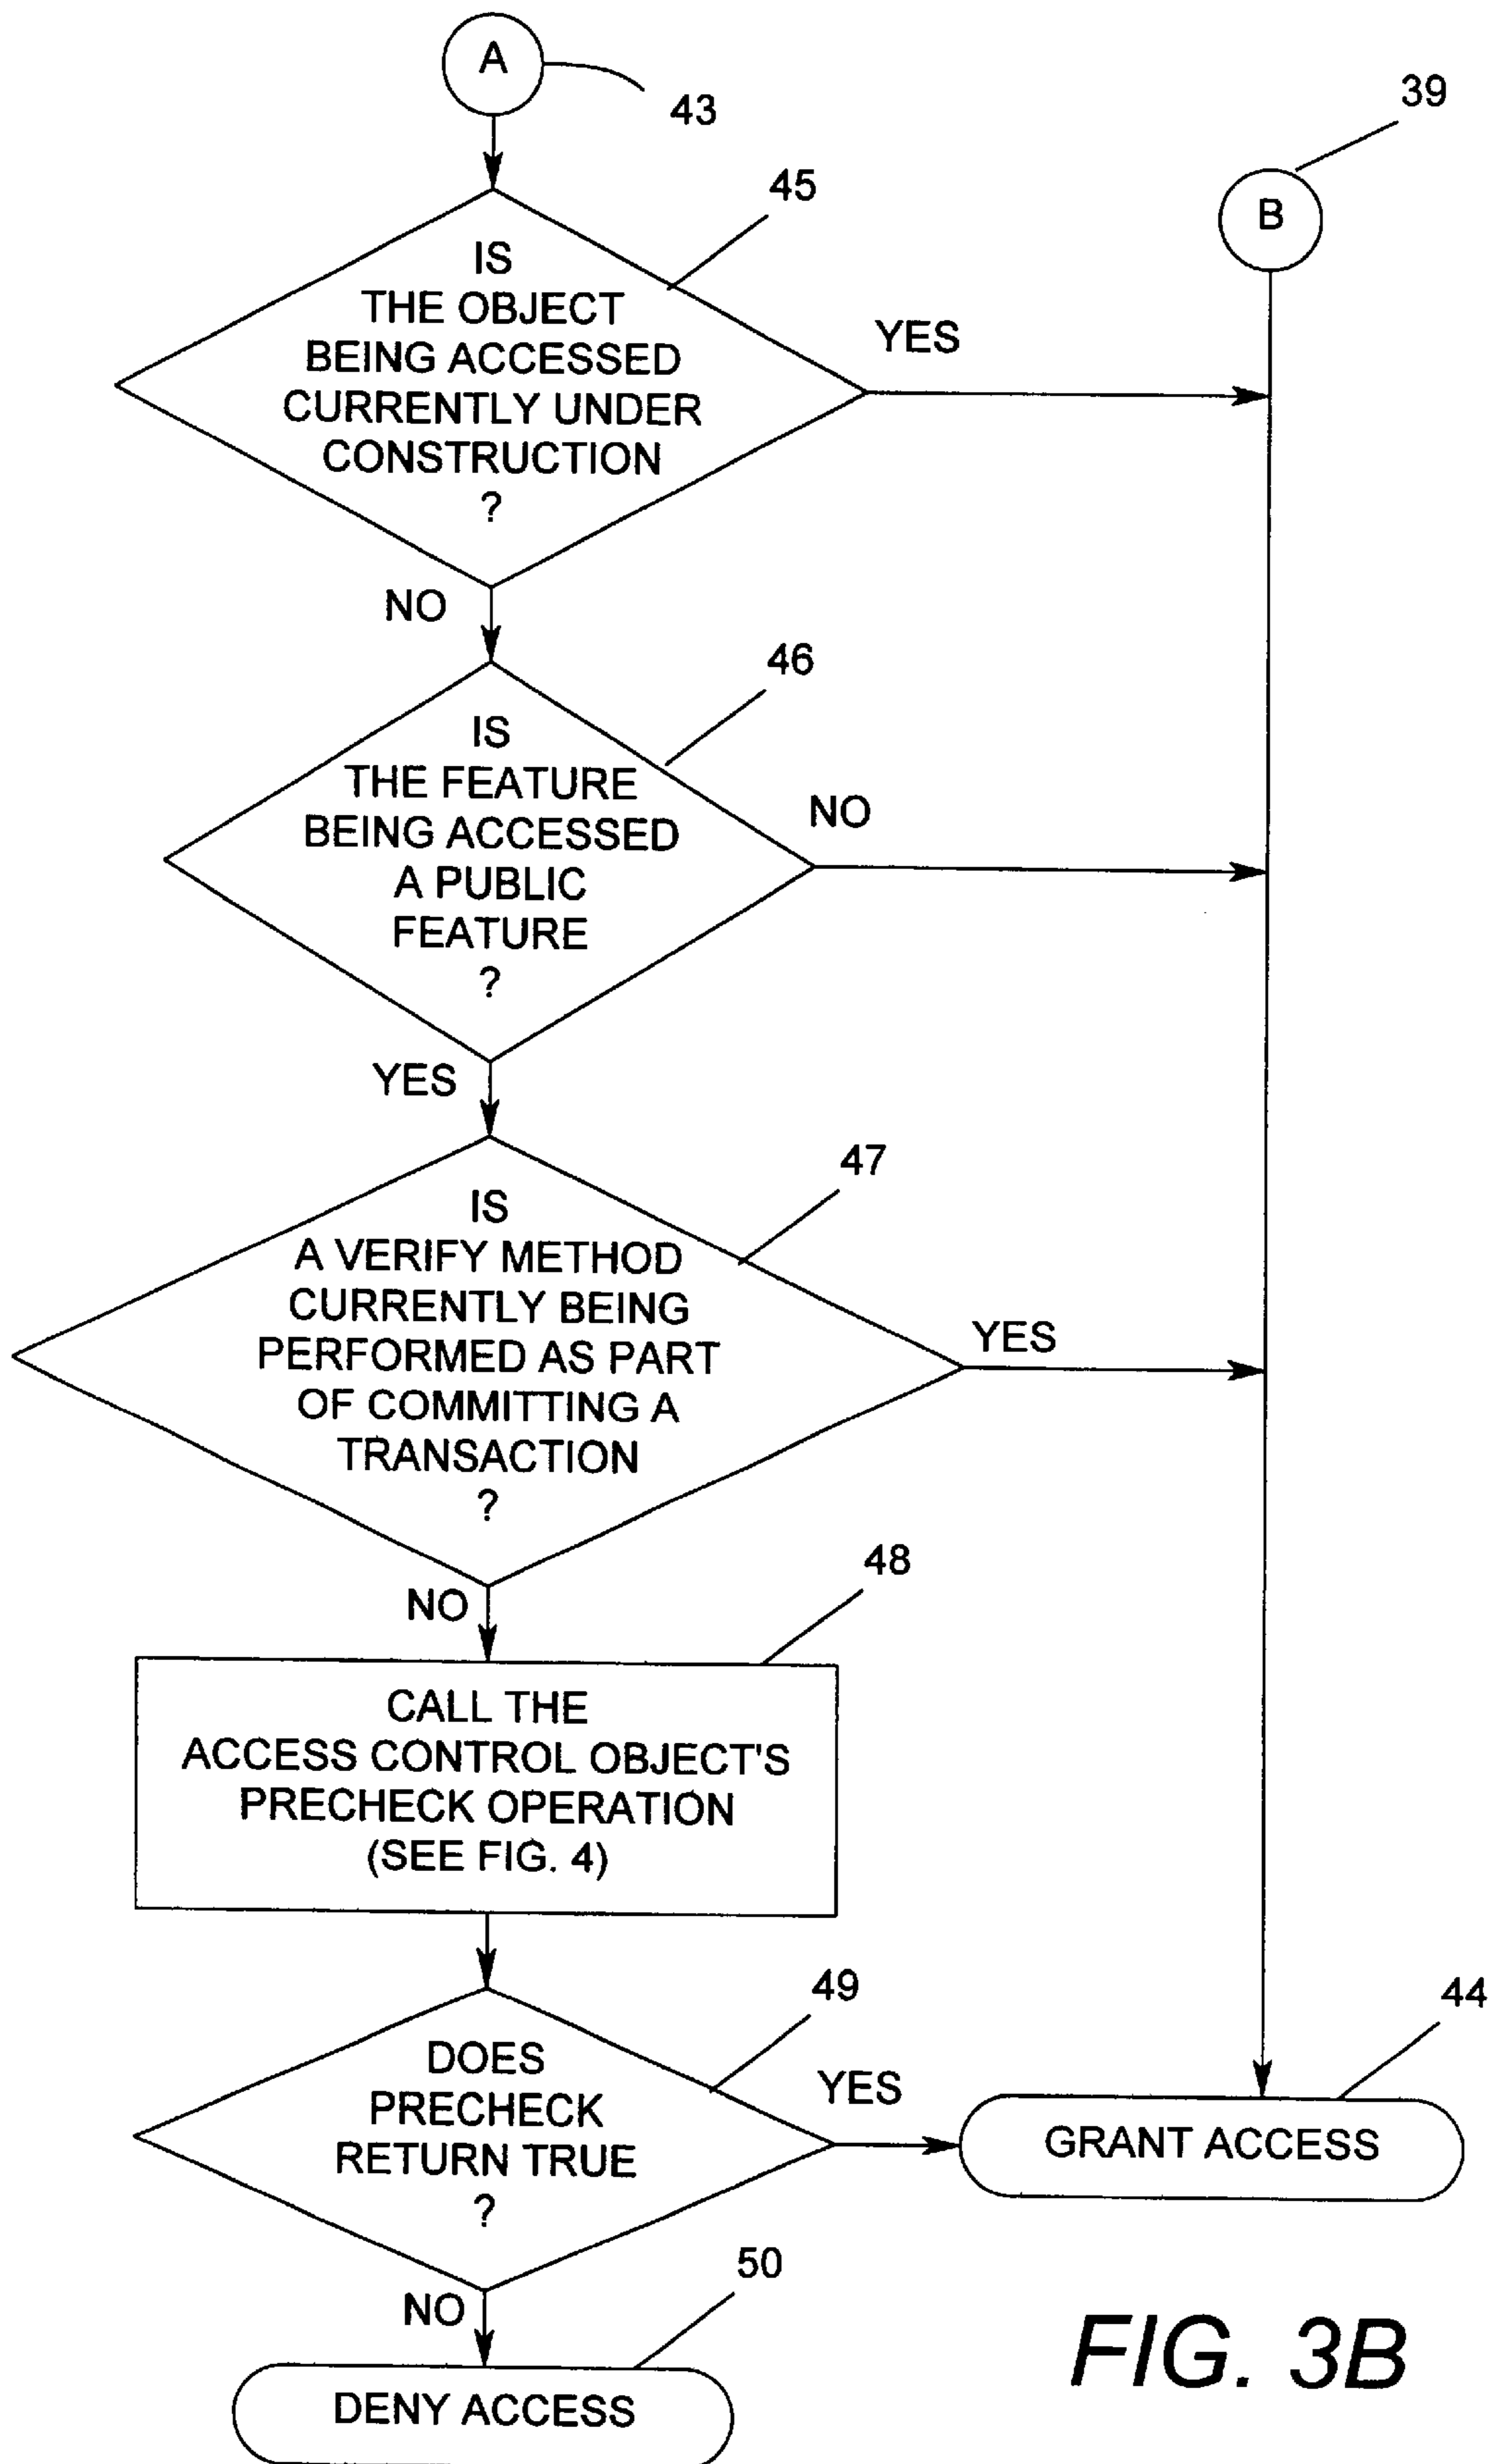 A
43
39
B
45
IS
THE OBJECT
BEING ACCESSED
CURRENTLY UNDER
CONSTRUCTION
?
YES
NO
46
IS
THE FEATURE
BEING ACCESSED
A PUBLIC
FEATURE
?
NO
YES
47
IS
A VERIFY METHOD
CURRENTLY BEING
PERFORMED AS PART
OF COMMITTING A
TRANSACTION
?
YES
NO
48
CALL THE
ACCESS CONTROL OBJECT'S
PRECHECK OPERATION
(SEE FIG. 4)
49
DOES
PRECHECK
RETURN TRUE
?
YES
44
GRANT ACCESS
NO
50
DENY ACCESS
FIG. 3B